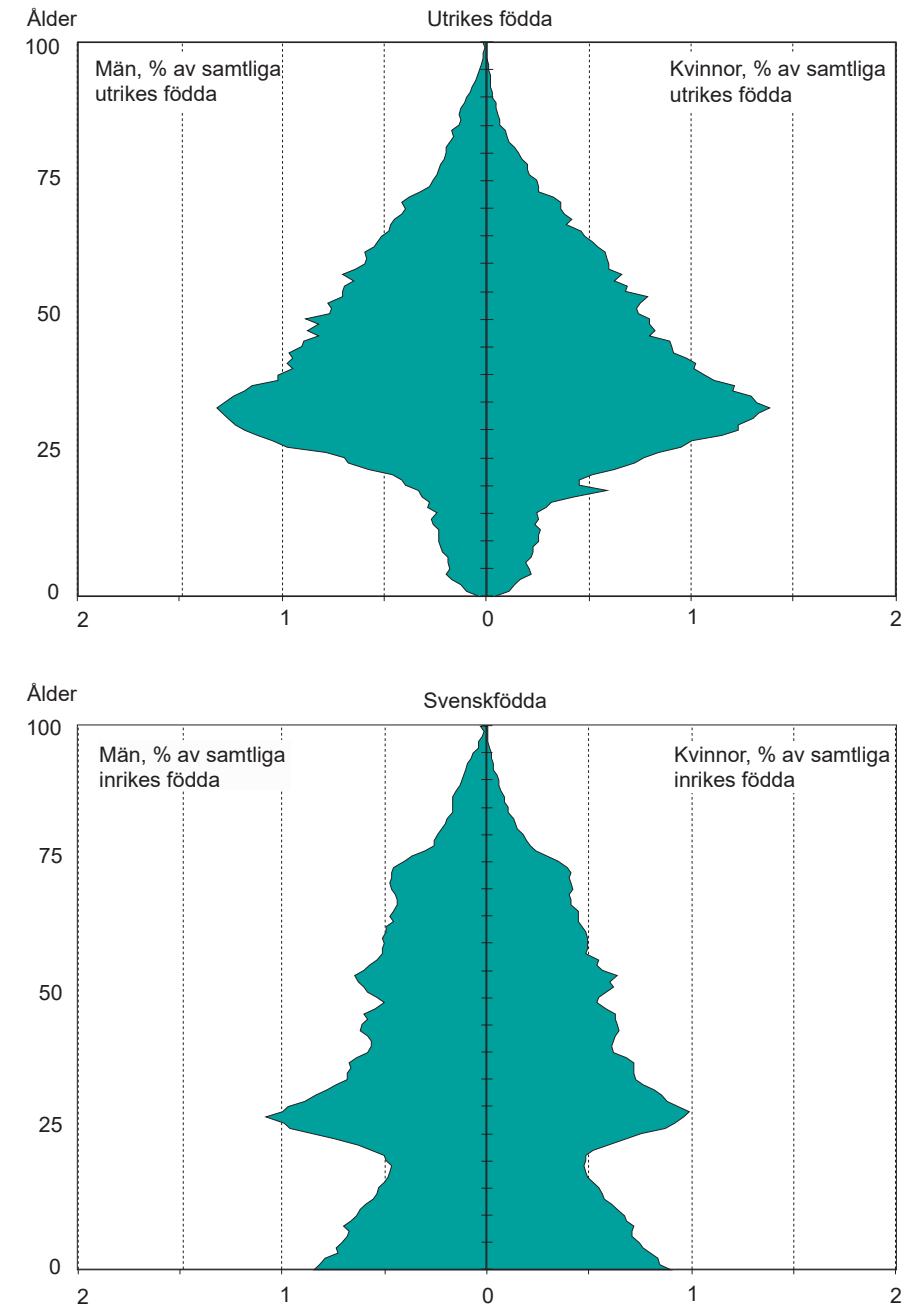 Ålder
Utrikes födda
100
Män, % av samtliga
utrikes födda
Kvinnor, % av samtliga
utrikes födda
75
50
25
0
2 1 0 1 2
Ålder
Svenskfödda
100
Män, % av samtliga
inrikes födda
Kvinnor, % av samtliga
inrikes födda
75
50
25
0
2 1 0 1 2